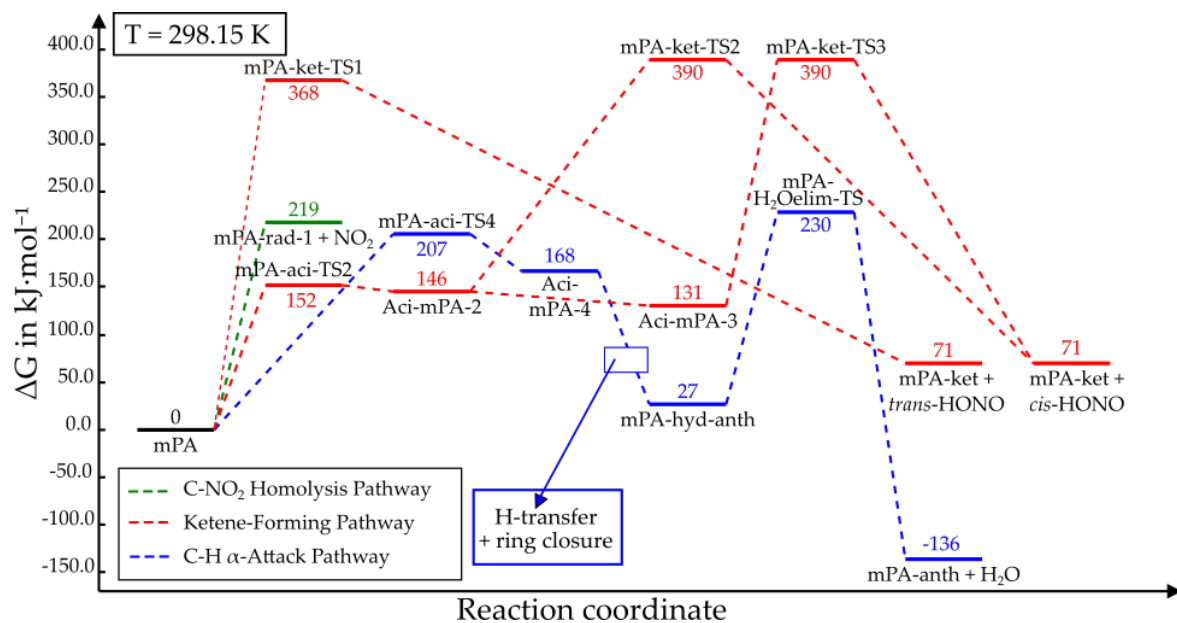 T = 298.15 K
ΔG in kJ·mol⁻¹
400.0
350.0
300.0
250.0
200.0
150.0
100.0
50.0
0.0
-50.0
-100.0
-150.0
mPA-ket-TS1
368
mPA-ket-TS2
390
mPA-ket-TS3
390
219
mPA-rad-1 + NO₂
mPA-aci-TS2
152
mPA-aci-TS4
207
146
Aci-mPA-2
168
Aci-
mPA-4
131
Aci-mPA-3
mPA-
H₂Oelim-TS
230
27
mPA-hyd-anth
71
mPA-ket +
trans-HONO
71
mPA-ket +
cis-HONO
0
mPA
-136
mPA-anth + H₂O
H-transfer
+ ring closure
C-NO₂ Homolysis Pathway
Ketene-Forming Pathway
C-H α-Attack Pathway
Reaction coordinate